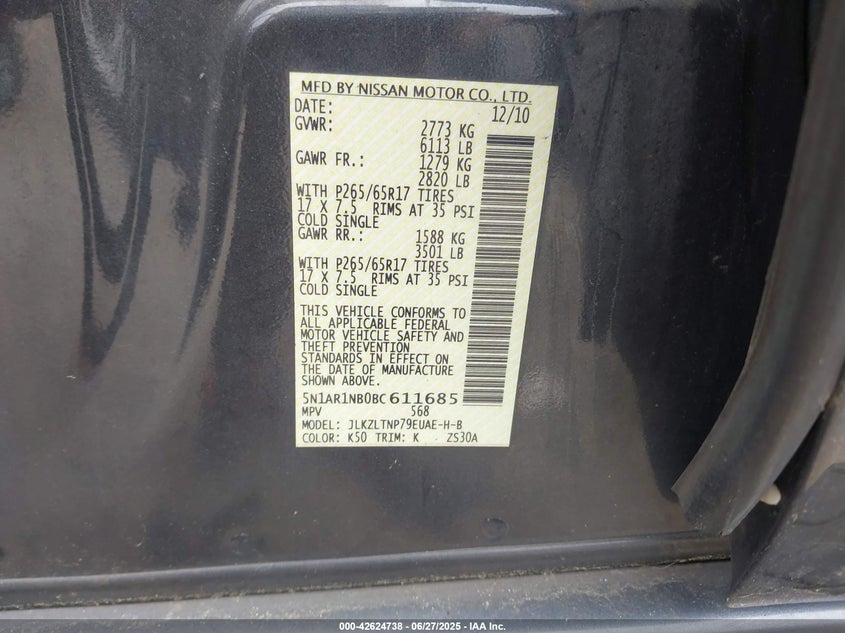 MFD BY NISSAN MOTOR CO., LTD.
DATE: 12/10
GVWR: 2773 KG
6113 LB
GAWR FR.: 1279 KG
2820 LB
WITH P265/65R17 TIRES
17 X 7.5 RIMS AT 35 PSI
COLD SINGLE
GAWR RR.: 1588 KG
3501 LB
WITH P265/65R17 TIRES
17 X 7.5 RIMS AT 35 PSI
COLD SINGLE
THIS VEHICLE CONFORMS TO
ALL APPLICABLE FEDERAL
MOTOR VEHICLE SAFETY AND
THEFT PREVENTION
STANDARDS IN EFFECT ON
THE DATE OF MANUFACTURE
SHOWN ABOVE.
5N1AR1NB0BC611685
MPV 568
MODEL: JLKZLTNP79EUAE-H-B
COLOR: K50 TRIM: K ZS30A
000-42624738 - 06/27/2025 - IAA Inc.